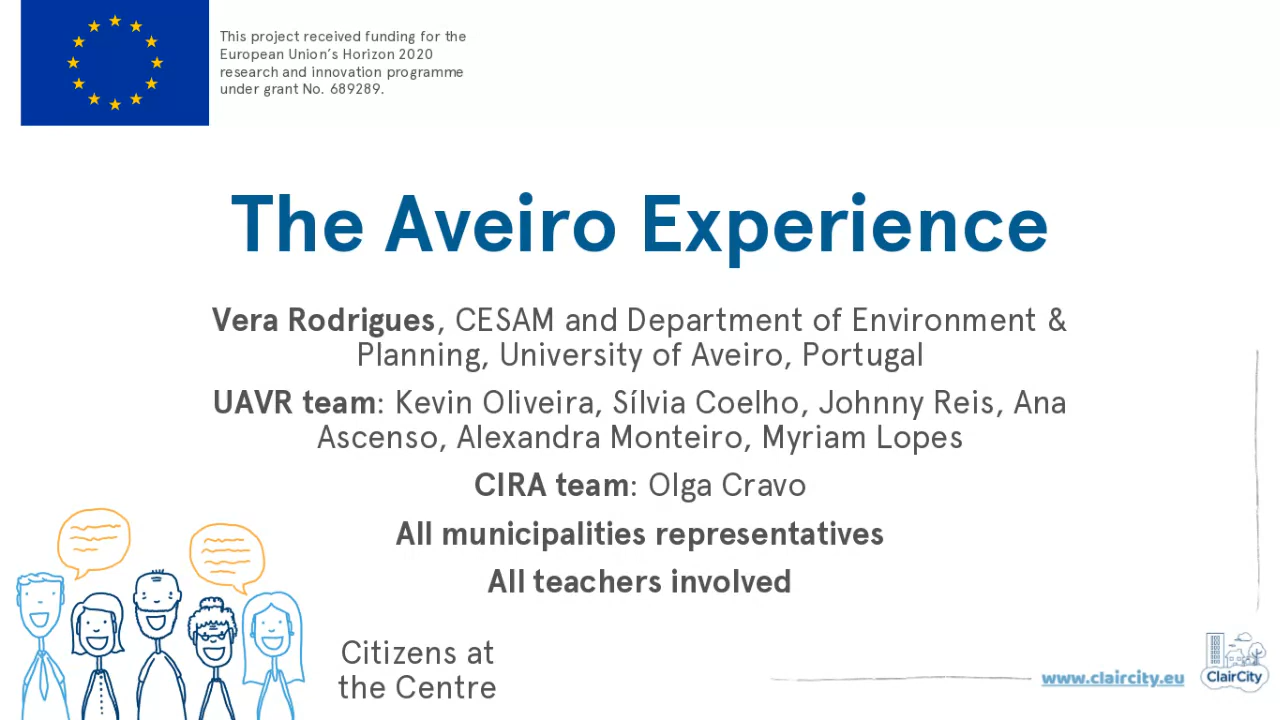 This project received funding for the
European Union's Horizon 2020
research and innovation programme
under grant No. 689289.
The Aveiro Experience
Vera Rodrigues, CESAM and Department of Environment &
Planning, University of Aveiro, Portugal
UAVR team: Kevin Oliveira, Sílvia Coelho, Johnny Reis, Ana
Ascenso, Alexandra Monteiro, Myriam Lopes
CIRA team: Olga Cravo
All municipalities representatives
All teachers involved
Citizens at
the Centre
www.claircity.eu
ClairCity